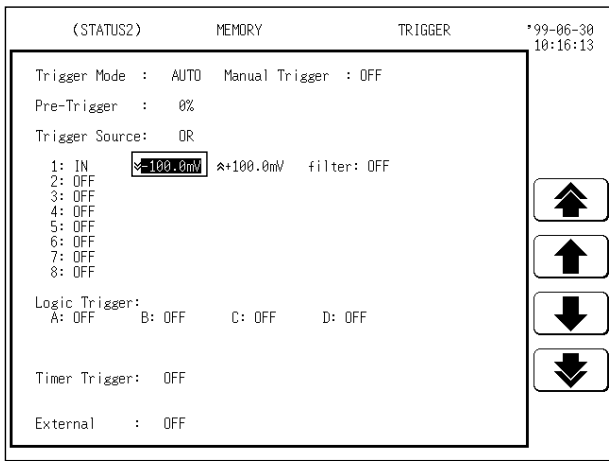 (STATUS2) MEMORY TRIGGER '99-06-30
10:16:13
Trigger Mode : AUTO Manual Trigger : OFF
Pre-Trigger : 0%
Trigger Source: OR
1: IN -100.0mV +100.0mV filter: OFF
2: OFF
3: OFF
4: OFF
5: OFF
6: OFF
7: OFF
8: OFF
Logic Trigger:
A: OFF B: OFF C: OFF D: OFF
Timer Trigger: OFF
External : OFF